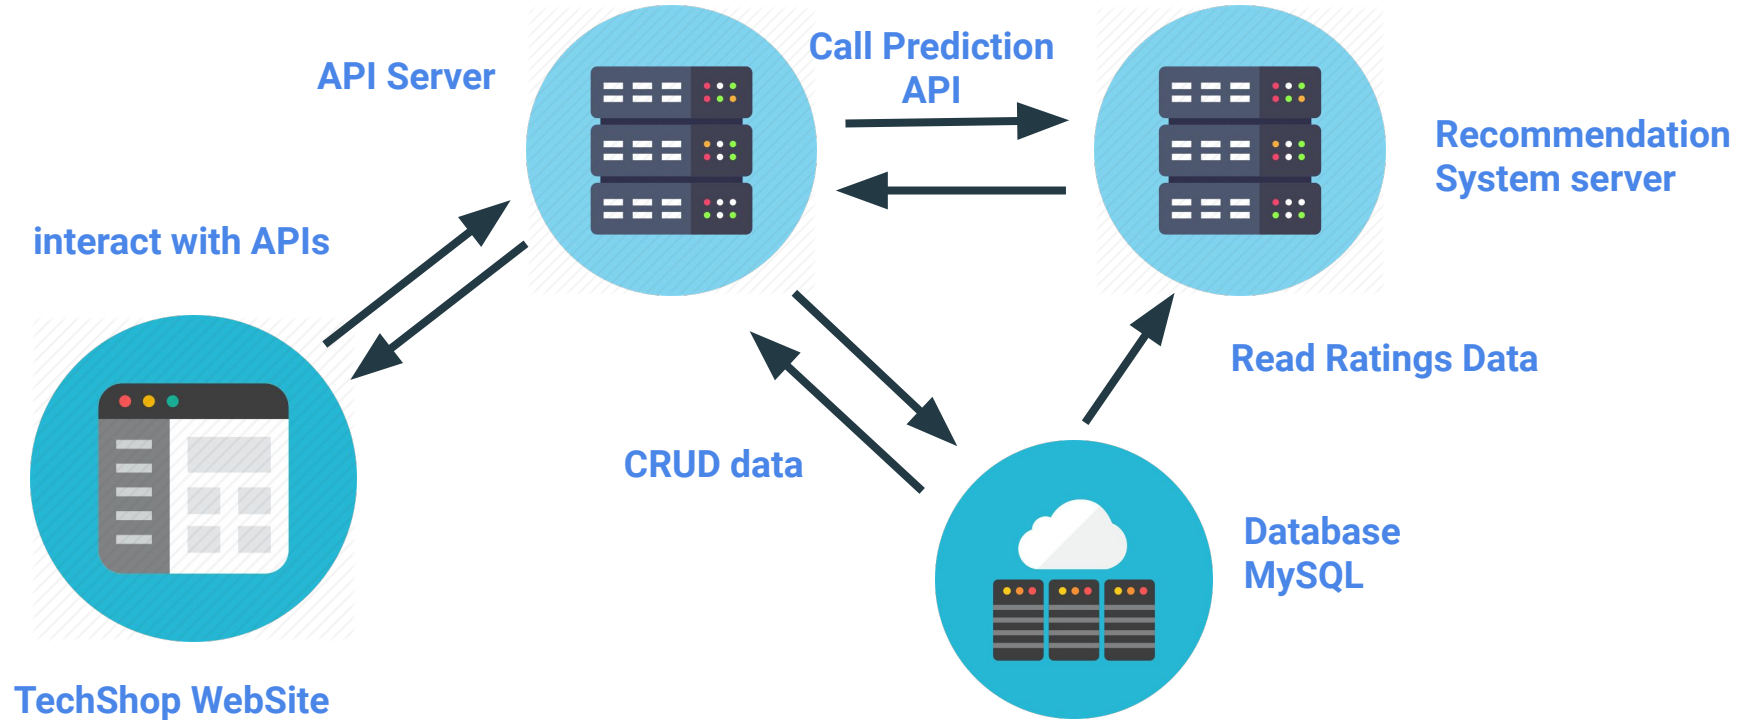 API Server
Call Prediction
API
Recommendation
System server
interact with APIs
Read Ratings Data
CRUD data
Database
MySQL
TechShop WebSite